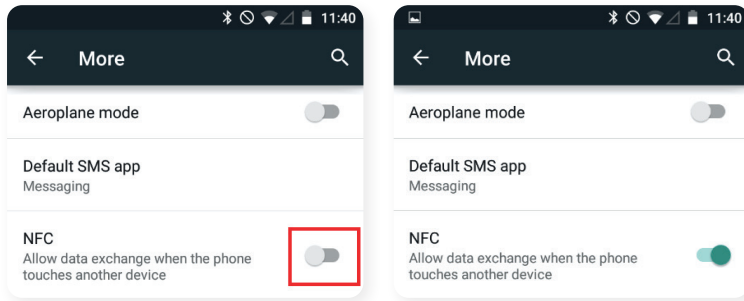 11:40
More
Aeroplane mode
Default SMS app
Messaging
NFC
Allow data exchange when the phone
touches another device
11:40
More
Aeroplane mode
Default SMS app
Messaging
NFC
Allow data exchange when the phone
touches another device